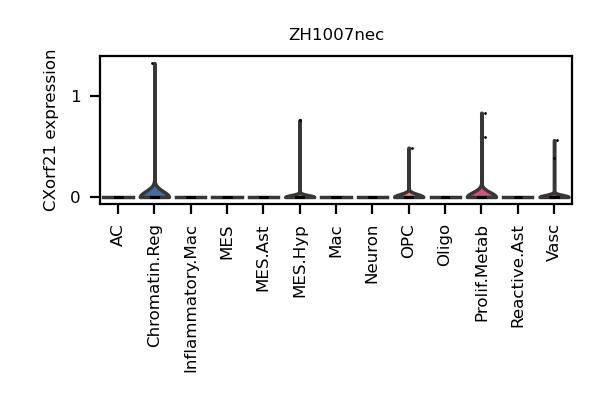 ZH1007nec
CXorf21 expression
1
0
AC
Chromatin.Reg
Inflammatory.Mac
MES
MES.Ast
MES.Hyp
Mac
Neuron
OPC
Oligo
Prolif.Metab
Reactive.Ast
Vasc